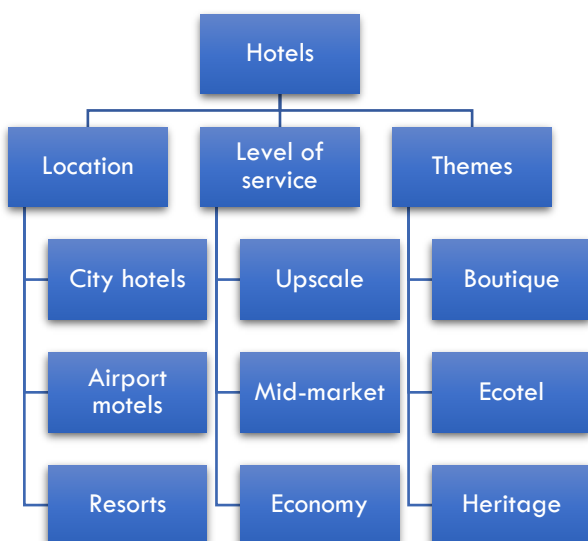 Hotels
Location
Level of
service
Themes
City hotels
Upscale
Boutique
Airport
motels
Mid-market
Ecotel
Resorts
Economy
Heritage